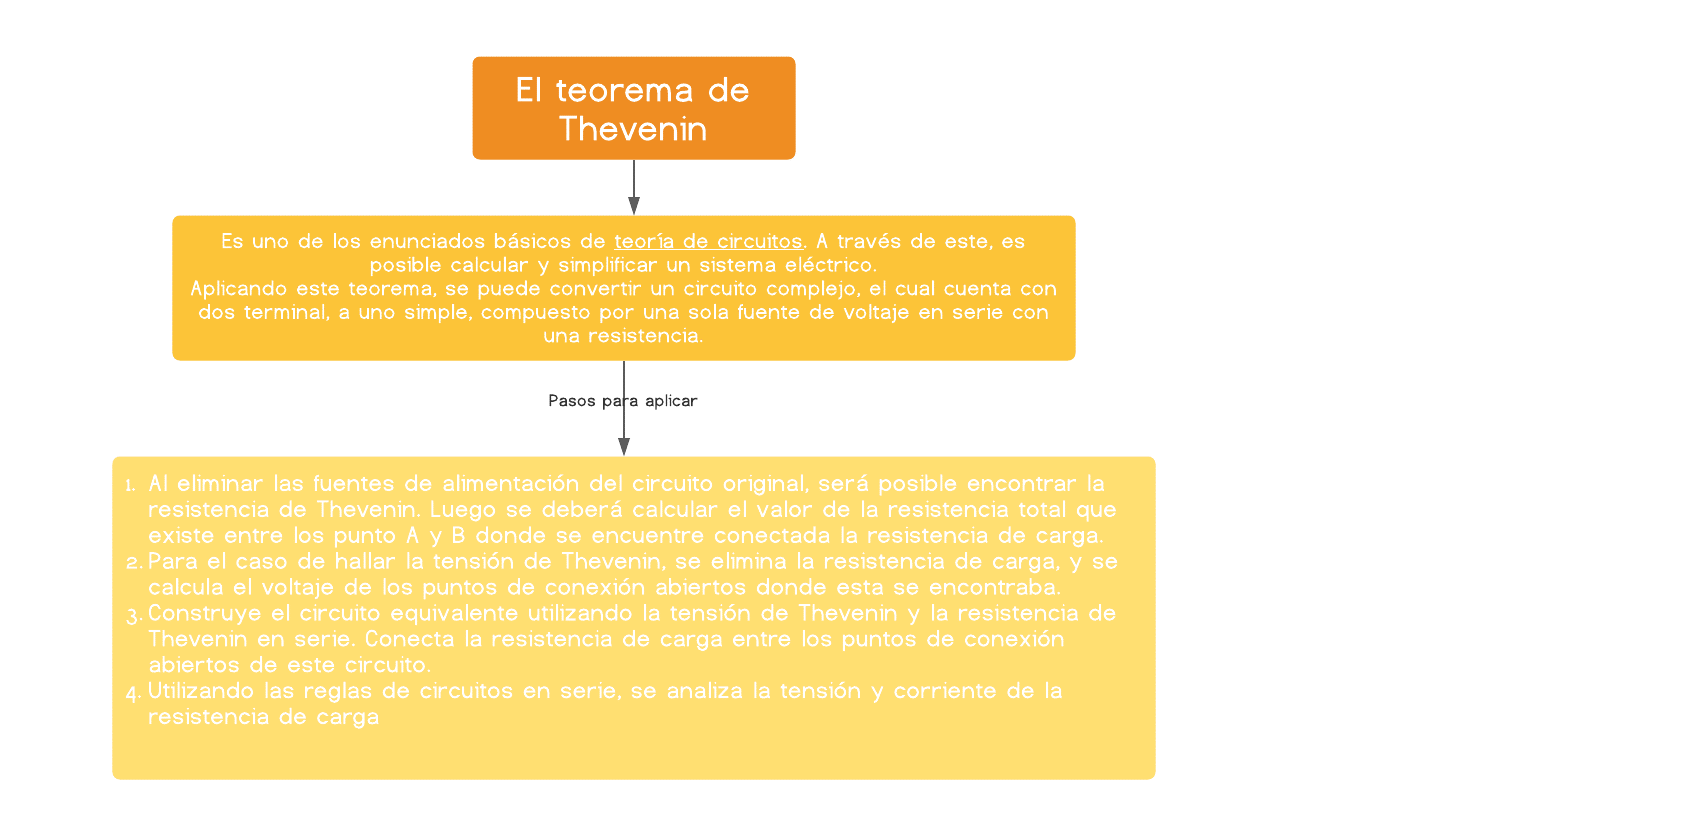 El teorema de
Thevenin
Es uno de los enunciados básicos de teoría de circuitos. A través de este, es
posible calcular y simplificar un sistema eléctrico.
Aplicando este teorema, se puede convertir un circuito complejo, el cual cuenta con
dos terminal, a uno simple, compuesto por una sola fuente de voltaje en serie con
una resistencia.
Pasos para aplicar
1. Al eliminar las fuentes de alimentación del circuito original, será posible encontrar la
resistencia de Thevenin. Luego se deberá calcular el valor de la resistencia total que
existe entre los punto A y B donde se encuentre conectada la resistencia de carga.
2. Para el caso de hallar la tensión de Thevenin, se elimina la resistencia de carga, y se
calcula el voltaje de los puntos de conexión abiertos donde esta se encontraba.
3. Construye el circuito equivalente utilizando la tensión de Thevenin y la resistencia de
Thevenin en serie. Conecta la resistencia de carga entre los puntos de conexión
abiertos de este circuito.
4. Utilizando las reglas de circuitos en serie, se analiza la tensión y corriente de la
resistencia de carga